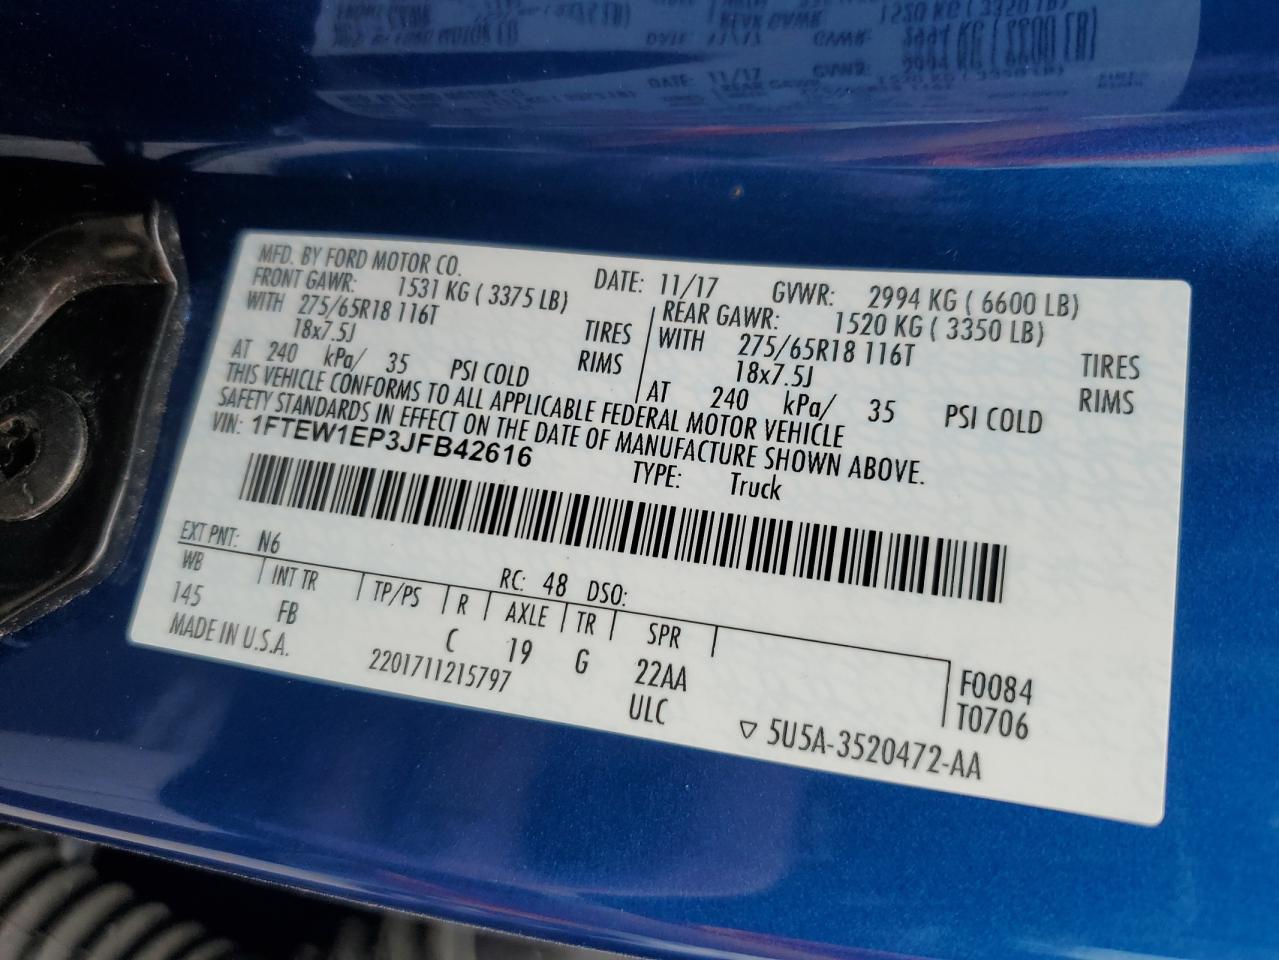 MFD. BY FORD MOTOR CO. DATE: 11/17 GVWR: 2994 KG ( 6600 LB)
FRONT GAWR: 1531 KG ( 3375 LB) REAR GAWR: 1520 KG ( 3350 LB)
WITH 275/65R18 116T TIRES WITH 275/65R18 116T TIRES
18x7.5J RIMS 18x7.5J RIMS
AT 240 kPa/ 35 PSI COLD AT 240 kPa/ 35 PSI COLD
THIS VEHICLE CONFORMS TO ALL APPLICABLE FEDERAL MOTOR VEHICLE
SAFETY STANDARDS IN EFFECT ON THE DATE OF MANUFACTURE SHOWN ABOVE.
VIN: 1FTEW1EP3JFB42616 TYPE: Truck
EXT PNT: N6 RC: 48 DSO:
WB INT TR TP/PS R AXLE TR SPR
145 FB C 19 G 22AA F0084
MADE IN U.S.A. 2201711215797 ULC T0706
▽ 5U5A-3520472-AA